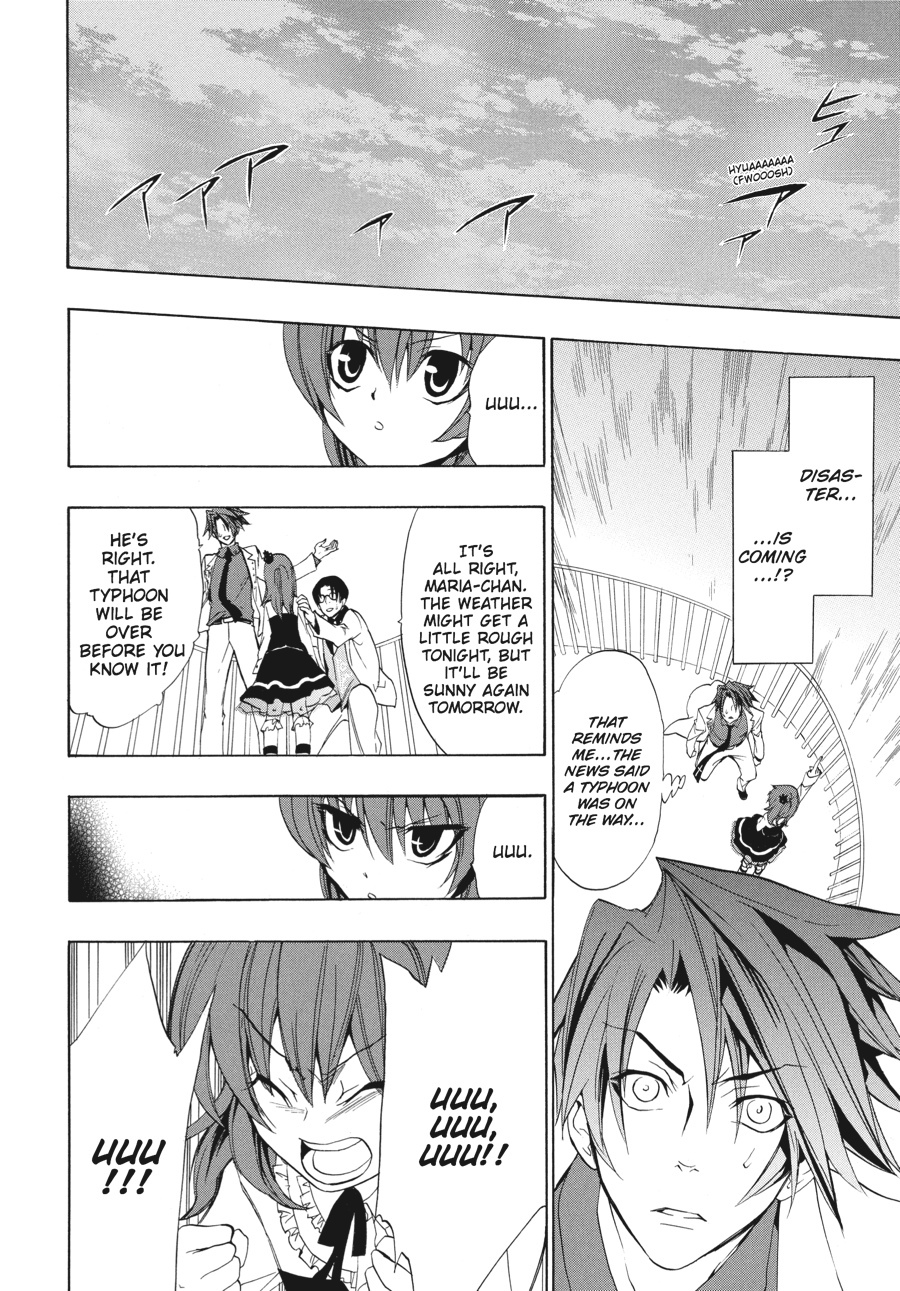 ヒュ
アァ
ァ
ァ
ア
ァ
ァ
ア
HYUAAAAAAA
(FWOOOSH)
DISAS-
TER...
...IS
COMING
...!?
THAT
REMINDS
ME...THE
NEWS SAID
A TYPHOON
WAS ON
THE WAY...
UUU...
IT'S
ALL RIGHT,
MARIA-CHAN.
THE WEATHER
MIGHT GET A
LITTLE ROUGH
TONIGHT, BUT
IT'LL BE
SUNNY AGAIN
TOMORROW.
HE'S
RIGHT. THAT
TYPHOON
WILL BE
OVER
BEFORE YOU
KNOW IT!
UUU.
UUU,
UUU,
UUU!!
UUU
!!!